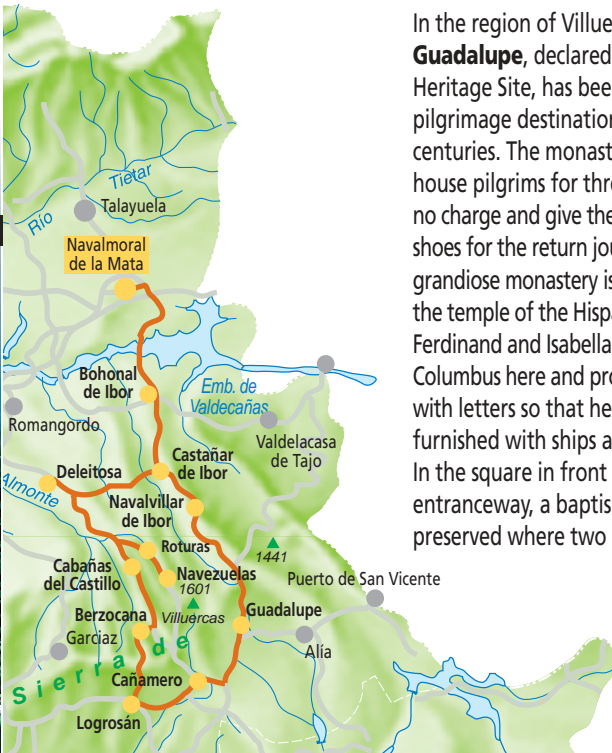 In the region of Villue
Guadalupe, declared
Heritage Site, has bee
pilgrimage destination
centuries. The monast
house pilgrims for thre
no charge and give the
shoes for the return jou
grandiose monastery is
the temple of the Hispa
Ferdinand and Isabella
Columbus here and pro
with letters so that he
furnished with ships a
In the square in front
entranceway, a baptis
preserved where two
Río Tietar
Talayuela
Navalmoral
de la Mata
Bohonal
de Ibor
Emb. de
Valdecañas
Romangordo
Valdelacasa
de Tajo
Castañar
de Ibor
Deleitosa
Almonte
Navalvillar
de Ibor
Roturas
1441
Cabañas
del Castillo
Navezuelas
1601
Puerto de San Vicente
Berzocana
Villuercas
Guadalupe
Garciaz
Alía
Sierra de
Cañamero
Logrosán